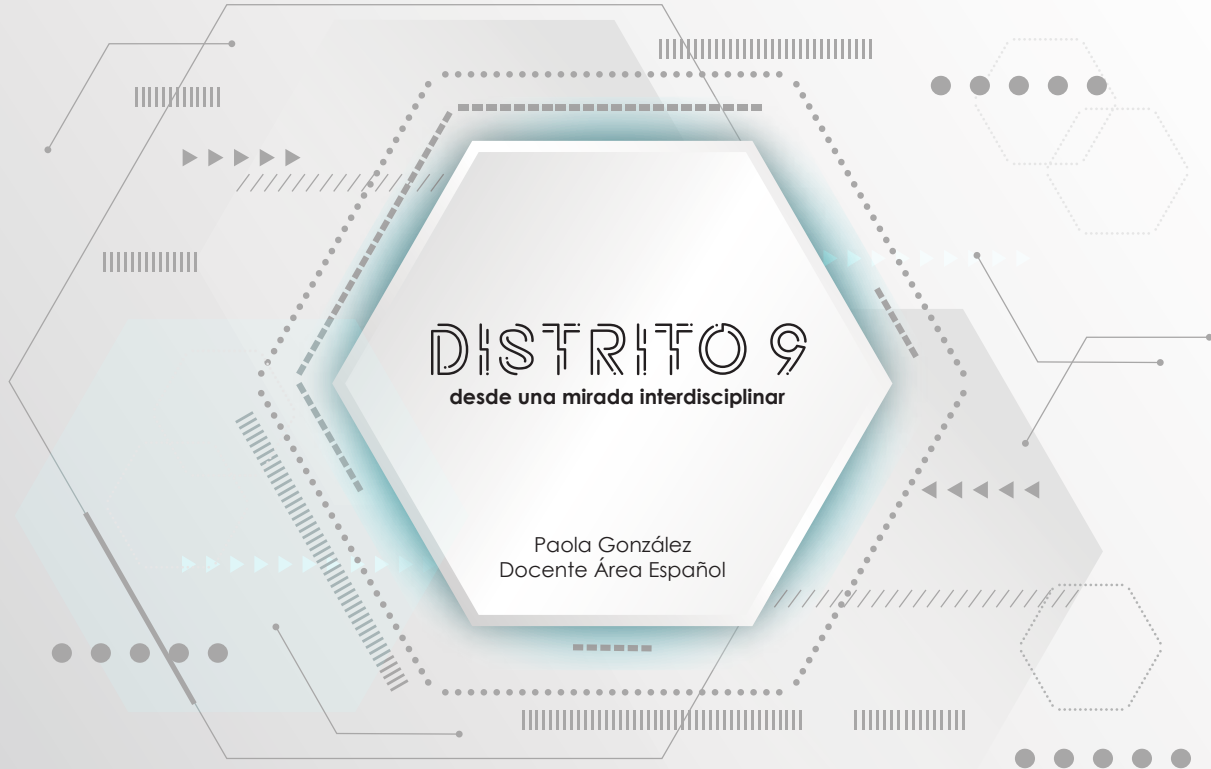 DISTRITO 9
desde una mirada interdisciplinar
Paola González
Docente Área Español